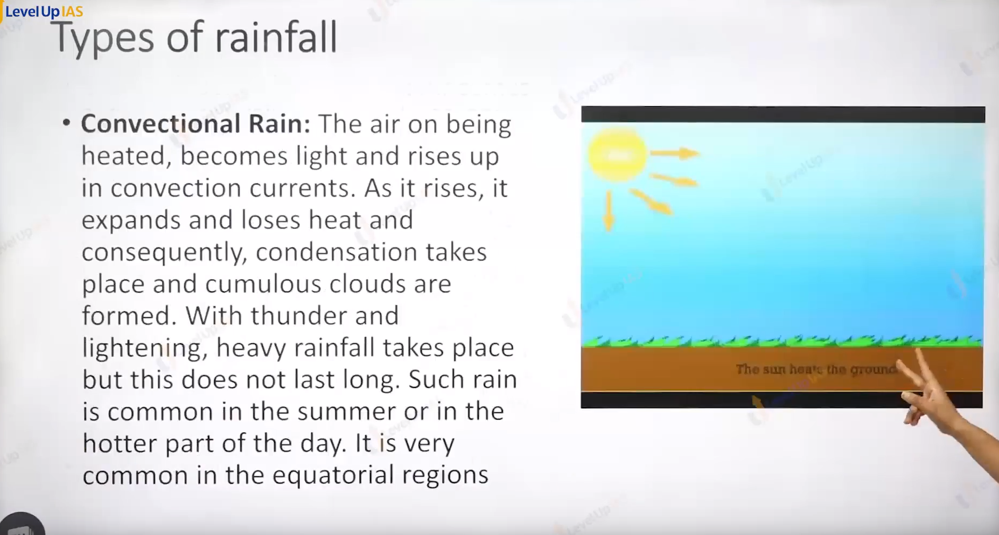 LevelUpIAS
Types of rainfall
• Convectional Rain: The air on being
heated, becomes light and rises up
in convection currents. As it rises, it
expands and loses heat and
consequently, condensation takes
place and cumulous clouds are
formed. With thunder and
lightening, heavy rainfall takes place
but this does not last long. Such rain
is common in the summer or in the
hotter part of the day. It is very
common in the equatorial regions
The sun heats the ground